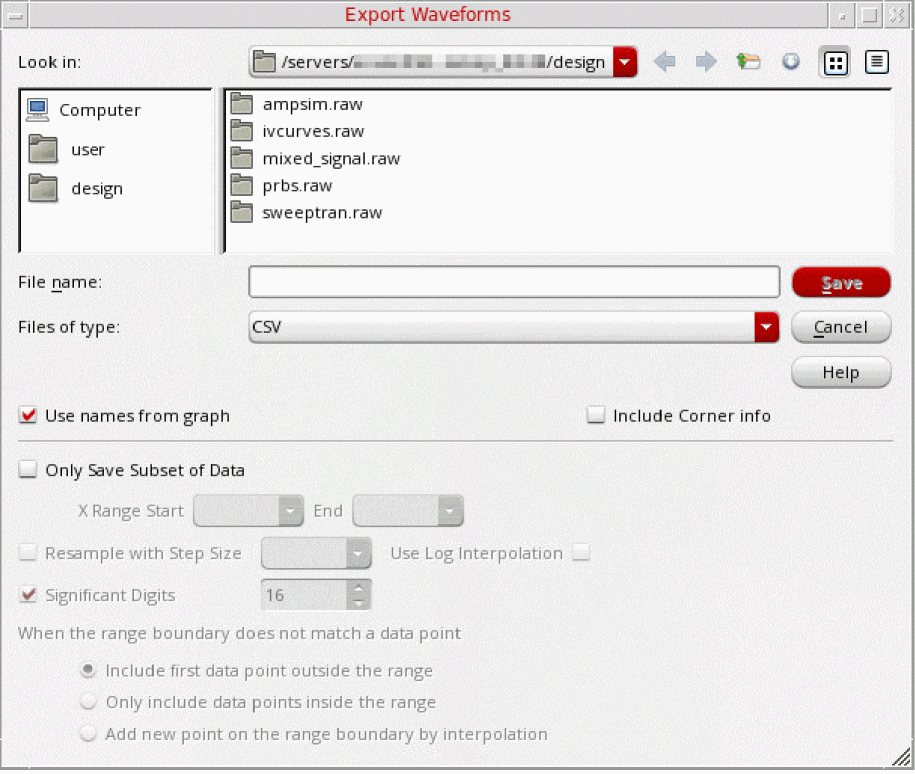 Export Waveforms
Look in: /servers/ /design
Computer
user
design
ampsim.raw
ivcurves.raw
mixed_signal.raw
prbs.raw
sweeptran.raw
File name: Save
Files of type: CSV Cancel
Help
Use names from graph Include Corner info
Only Save Subset of Data
X Range Start End
Resample with Step Size Use Log Interpolation
Significant Digits 16
When the range boundary does not match a data point
Include first data point outside the range
Only include data points inside the range
Add new point on the range boundary by interpolation